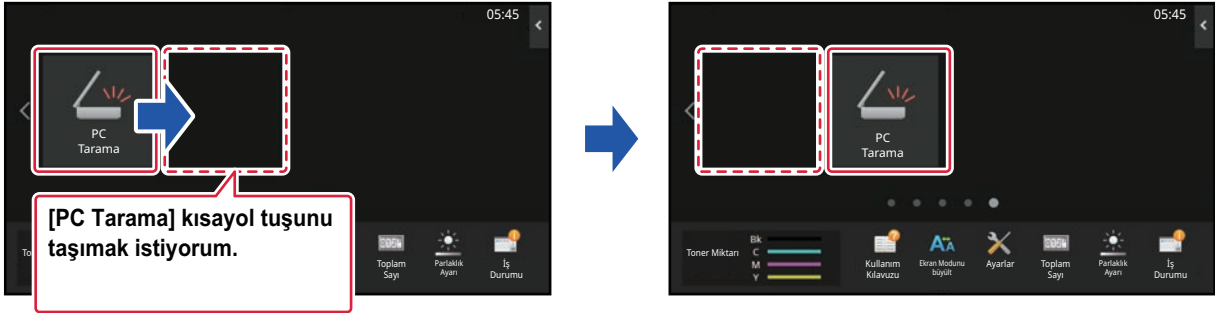 05:45
PC
Tarama
[PC Tarama] kısayol tuşunu
taşımak istiyorum.
To
Toplam
Sayı
Parlaklık
Ayarı
İş
Durumu
05:45
PC
Tarama
Toner Miktarı
Bk
C
M
Y
Kullanım
Kılavuzu
Ekran Modunu
büyült
Ayarlar
Toplam
Sayı
Parlaklık
Ayarı
İş
Durumu